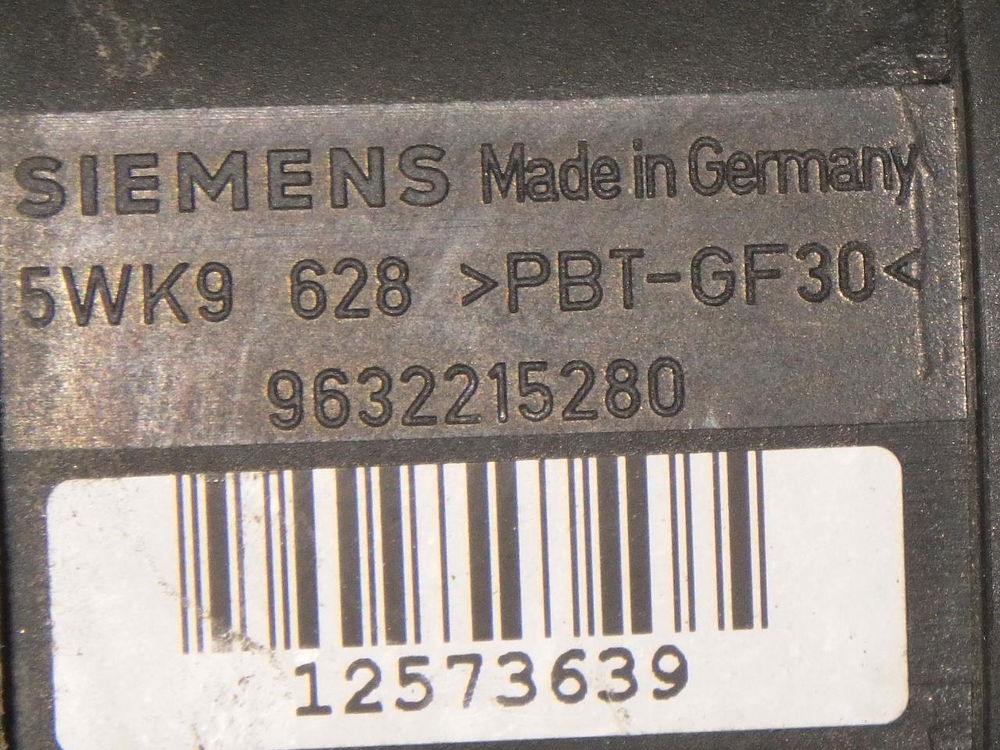 SIEMENS Made in Germany
5WK9 628 >PBT-GF30<
9632215280
12573639